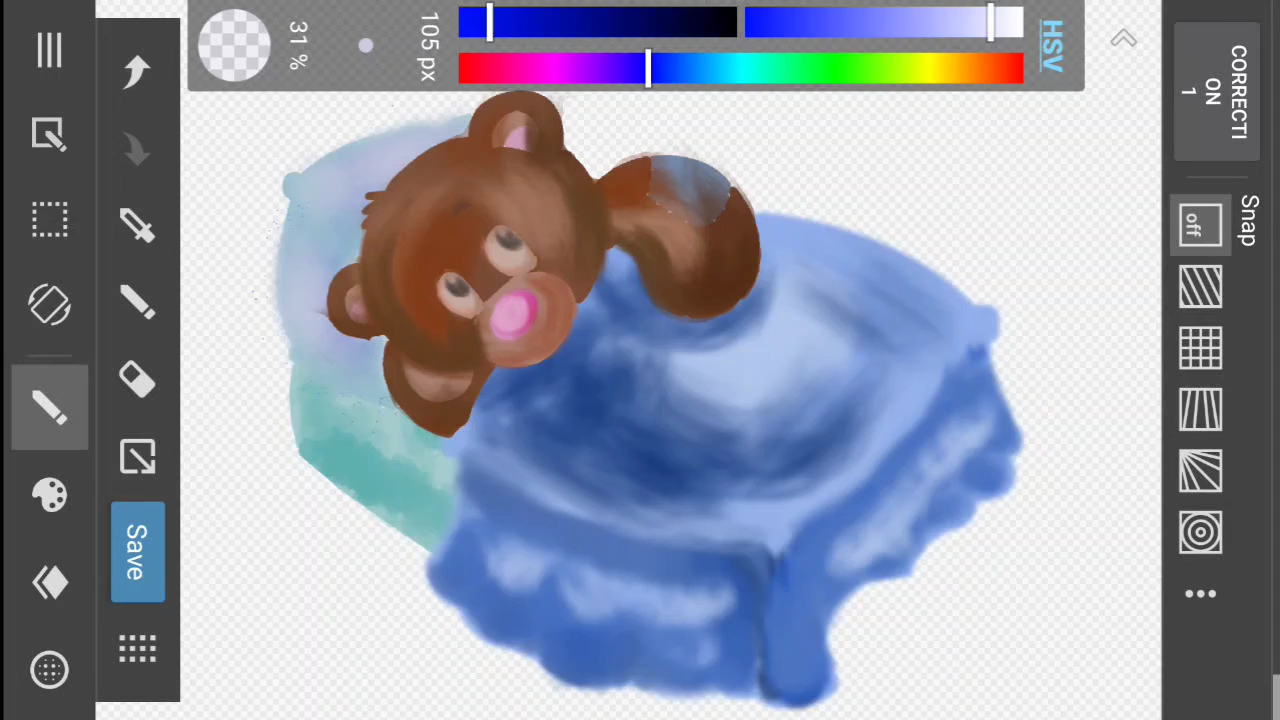 31 %
105 px
HSV
CORRECTI
ON
1
Snap
off
Save